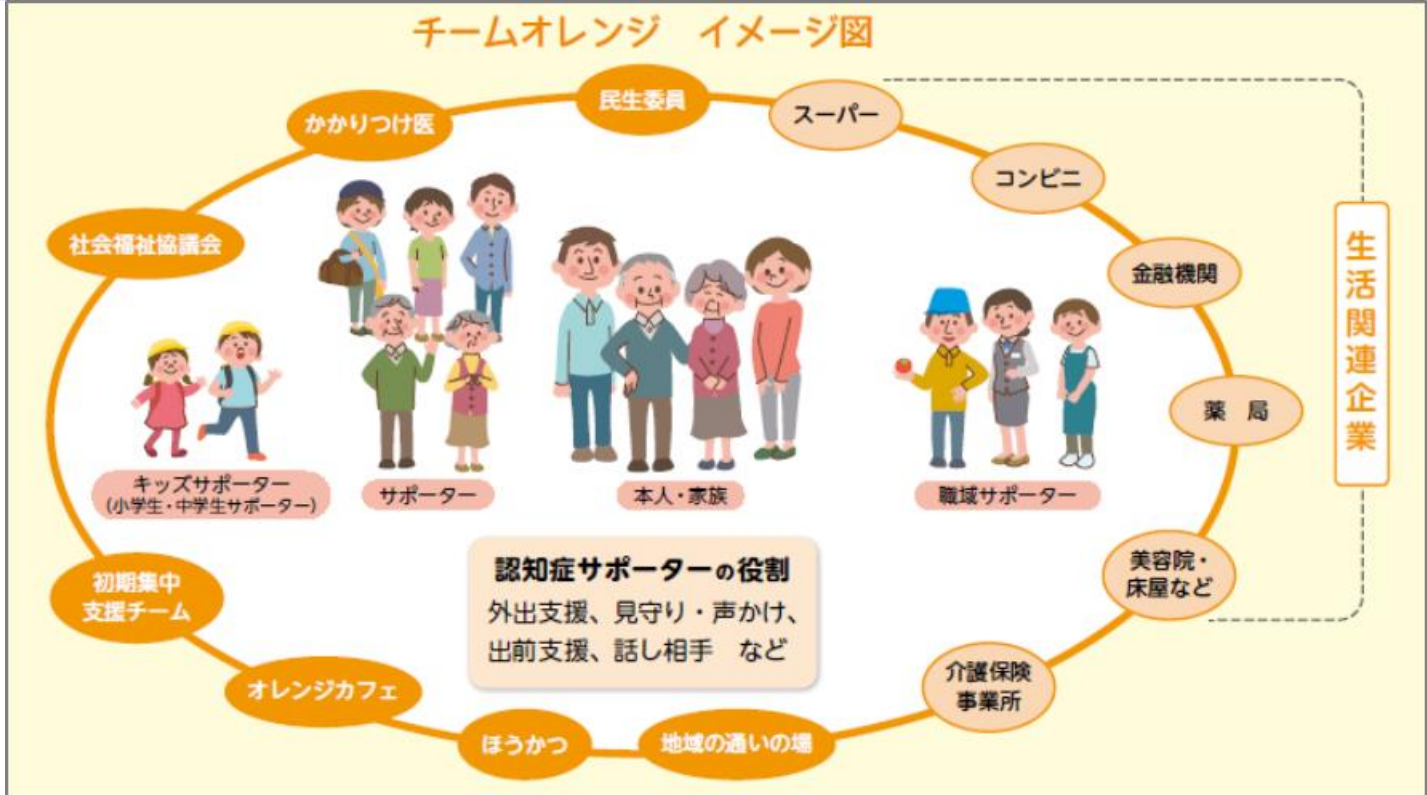 チームオレンジ　イメージ図
民生委員
スーパー
かかりつけ医
コンビニ
社会福祉協議会
金融機関
生活関連企業
薬　局
キッズサポーター
(小学生・中学生サポーター)
サポーター
本人・家族
職域サポーター
美容院・
床屋など
初期集中
支援チーム
認知症サポーターの役割
外出支援、見守り・声かけ、
出前支援、話し相手　など
介護保険
事業所
オレンジカフェ
ほうかつ
地域の通いの場